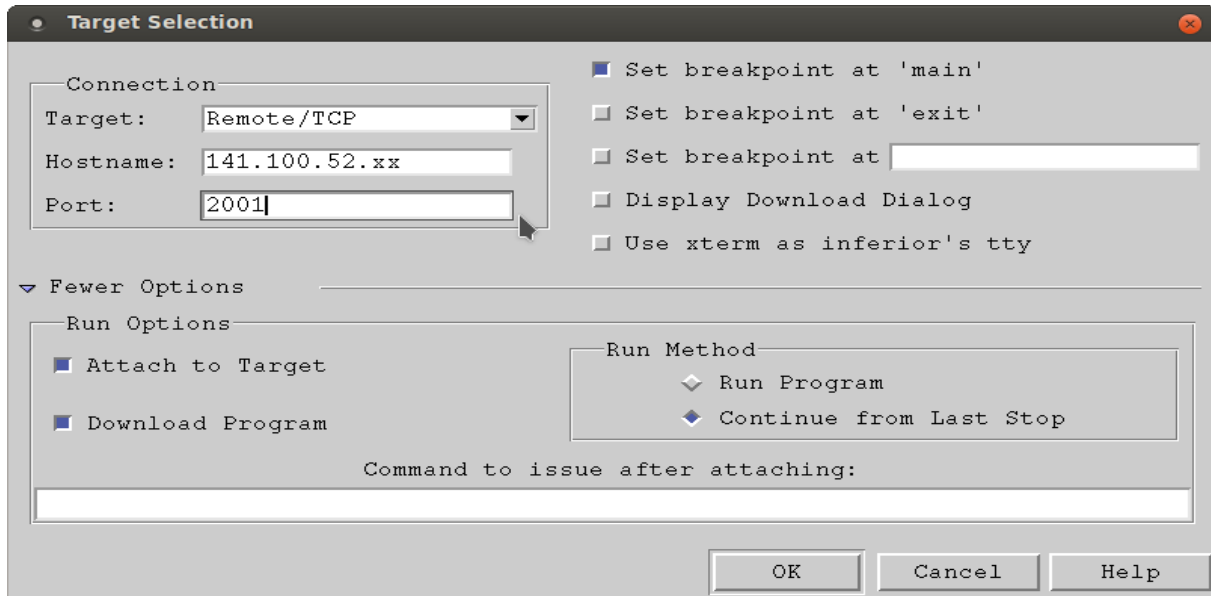 Target Selection
Connection
Target: Remote/TCP
Hostname: 141.100.52.xx
Port: 2001
Set breakpoint at 'main'
Set breakpoint at 'exit'
Set breakpoint at
Display Download Dialog
Use xterm as inferior's tty
Fewer Options
Run Options
Attach to Target
Download Program
Run Method
Run Program
Continue from Last Stop
Command to issue after attaching:
OK Cancel Help